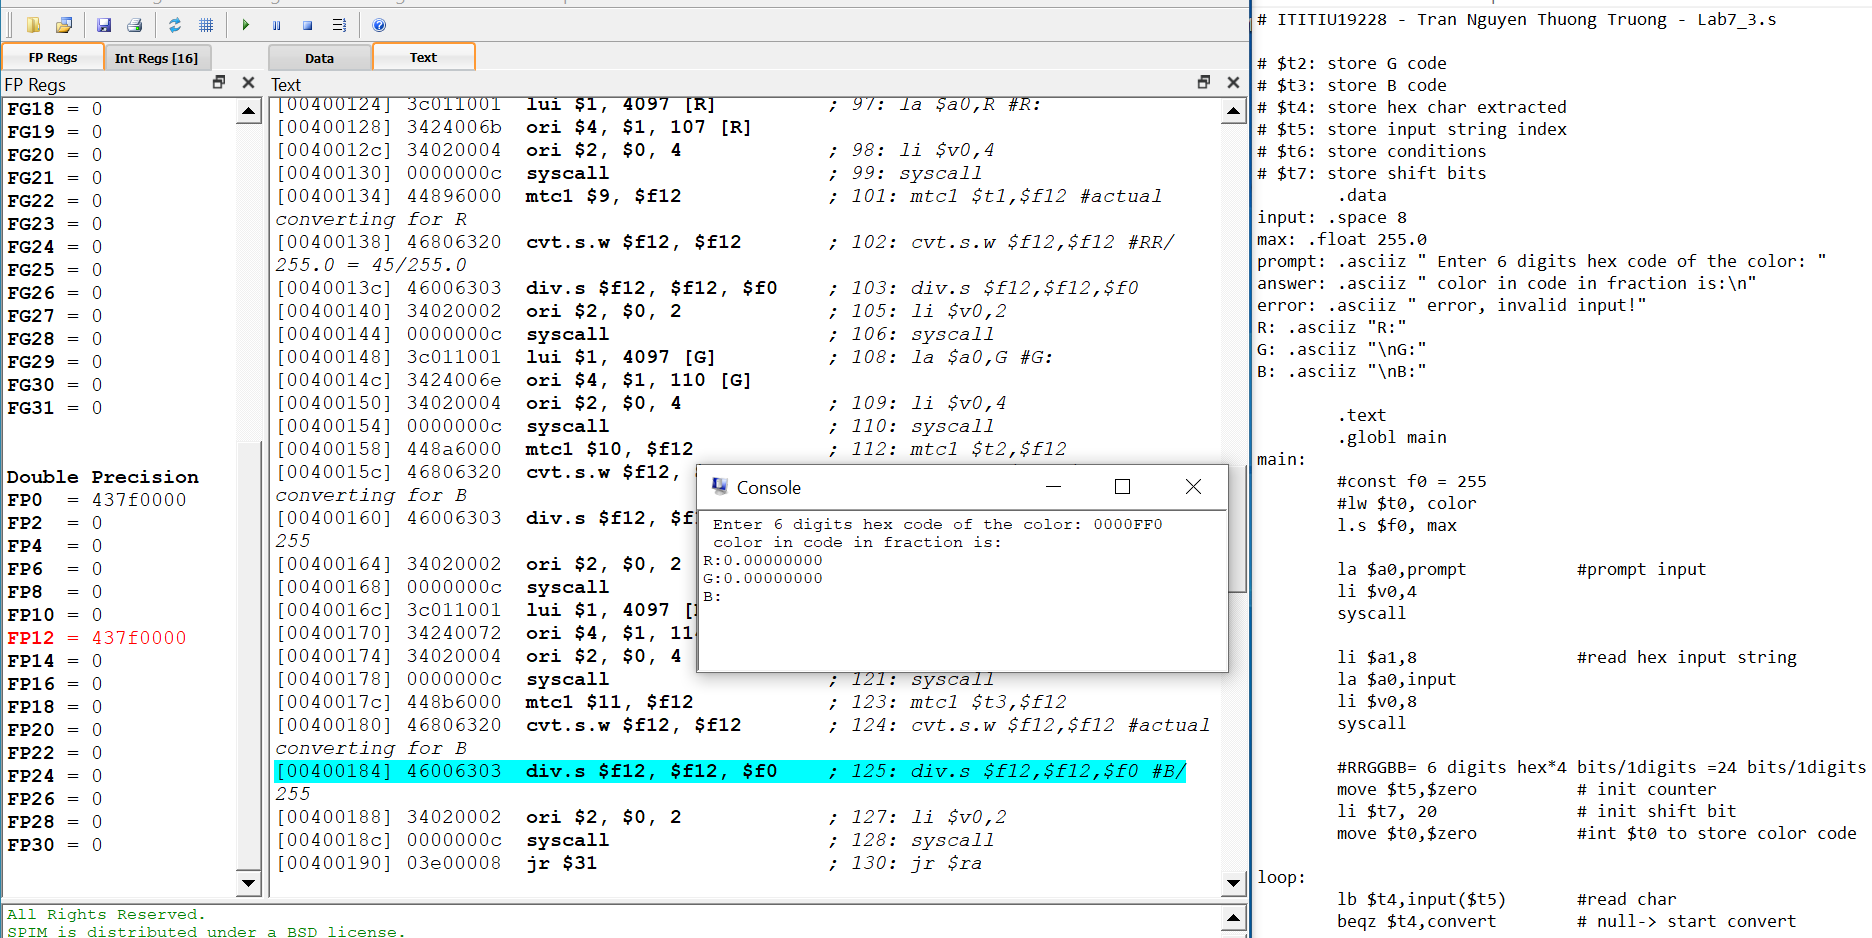 FP Regs
Int Regs [16]
Data
Text
FP Regs
FG18 = 0
FG19 = 0
FG20 = 0
FG21 = 0
FG22 = 0
FG23 = 0
FG24 = 0
FG25 = 0
FG26 = 0
FG27 = 0
FG28 = 0
FG29 = 0
FG30 = 0
FG31 = 0
Double Precision
FP0 = 437f0000
FP2 = 0
FP4 = 0
FP6 = 0
FP8 = 0
FP10 = 0
FP12 = 437f0000
FP14 = 0
FP16 = 0
FP18 = 0
FP20 = 0
FP22 = 0
FP24 = 0
FP26 = 0
FP28 = 0
FP30 = 0
Text
[00400124] 3c011001 lui $1, 4097 [R] ; 97: la $a0,R #R:
[00400128] 3424006b ori $4, $1, 107 [R]
[0040012c] 34020004 ori $2, $0, 4 ; 98: li $v0,4
[00400130] 0000000c syscall ; 99: syscall
[00400134] 44896000 mtc1 $9, $f12 ; 101: mtc1 $t1,$f12 #actual
converting for R
[00400138] 46806320 cvt.s.w $f12, $f12 ; 102: cvt.s.w $f12,$f12 #RR/
255.0 = 45/255.0
[0040013c] 46006303 div.s $f12, $f12, $f0 ; 103: div.s $f12,$f12,$f0
[00400140] 34020002 ori $2, $0, 2 ; 105: li $v0,2
[00400144] 0000000c syscall ; 106: syscall
[00400148] 3c011001 lui $1, 4097 [G] ; 108: la $a0,G #G:
[0040014c] 3424006e ori $4, $1, 110 [G]
[00400150] 34020004 ori $2, $0, 4 ; 109: li $v0,4
[00400154] 0000000c syscall ; 110: syscall
[00400158] 448a6000 mtc1 $10, $f12 ; 112: mtc1 $t2,$f12
[0040015c] 46806320 cvt.s.w $f12,
converting for B
[00400160] 46006303 div.s $f12,
255
[00400164] 34020002 ori $2, $0, 2
[00400168] 0000000c syscall
[0040016c] 3c011001 lui $1, 4097
[00400170] 34240072 ori $4, $1,
[00400174] 34020004 ori $2, $0, 4
[00400178] 0000000c syscall ; 121: syscall
[0040017c] 448b6000 mtc1 $11, $f12 ; 123: mtc1 $t3,$f12
[00400180] 46806320 cvt.s.w $f12, $f12 ; 124: cvt.s.w $f12,$f12 #actual
converting for B
[00400184] 46006303 div.s $f12, $f12, $f0 ; 125: div.s $f12,$f12,$f0 #B/
255
[00400188] 34020002 ori $2, $0, 2 ; 127: li $v0,2
[0040018c] 0000000c syscall ; 128: syscall
[00400190] 03e00008 jr $31 ; 130: jr $ra
Console
Enter 6 digits hex code of the color: 0000FF0
color in code in fraction is:
R:0.00000000
G:0.00000000
B:
All Rights Reserved.
SPIM is distributed under a BSD license.
# ITITIU19228 - Tran Nguyen Thuong Truong - Lab7_3.s
# $t2: store G code
# $t3: store B code
# $t4: store hex char extracted
# $t5: store input string index
# $t6: store conditions
# $t7: store shift bits
.data
input: .space 8
max: .float 255.0
prompt: .asciiz " Enter 6 digits hex code of the color: "
answer: .asciiz " color in code in fraction is:\n"
error: .asciiz " error, invalid input!"
R: .asciiz "R:"
G: .asciiz "\nG:"
B: .asciiz "\nB:"
.text
.globl main
main:
#const f0 = 255
#lw $t0, color
l.s $f0, max
la $a0,prompt #prompt input
li $v0,4
syscall
li $a1,8 #read hex input string
la $a0,input
li $v0,8
syscall
#RRGGBB= 6 digits hex*4 bits/1digits =24 bits/1digits
move $t5,$zero # init counter
li $t7, 20 # init shift bit
move $t0,$zero #int $t0 to store color code
loop:
lb $t4,input($t5) #read char
beqz $t4,convert # null-> start convert